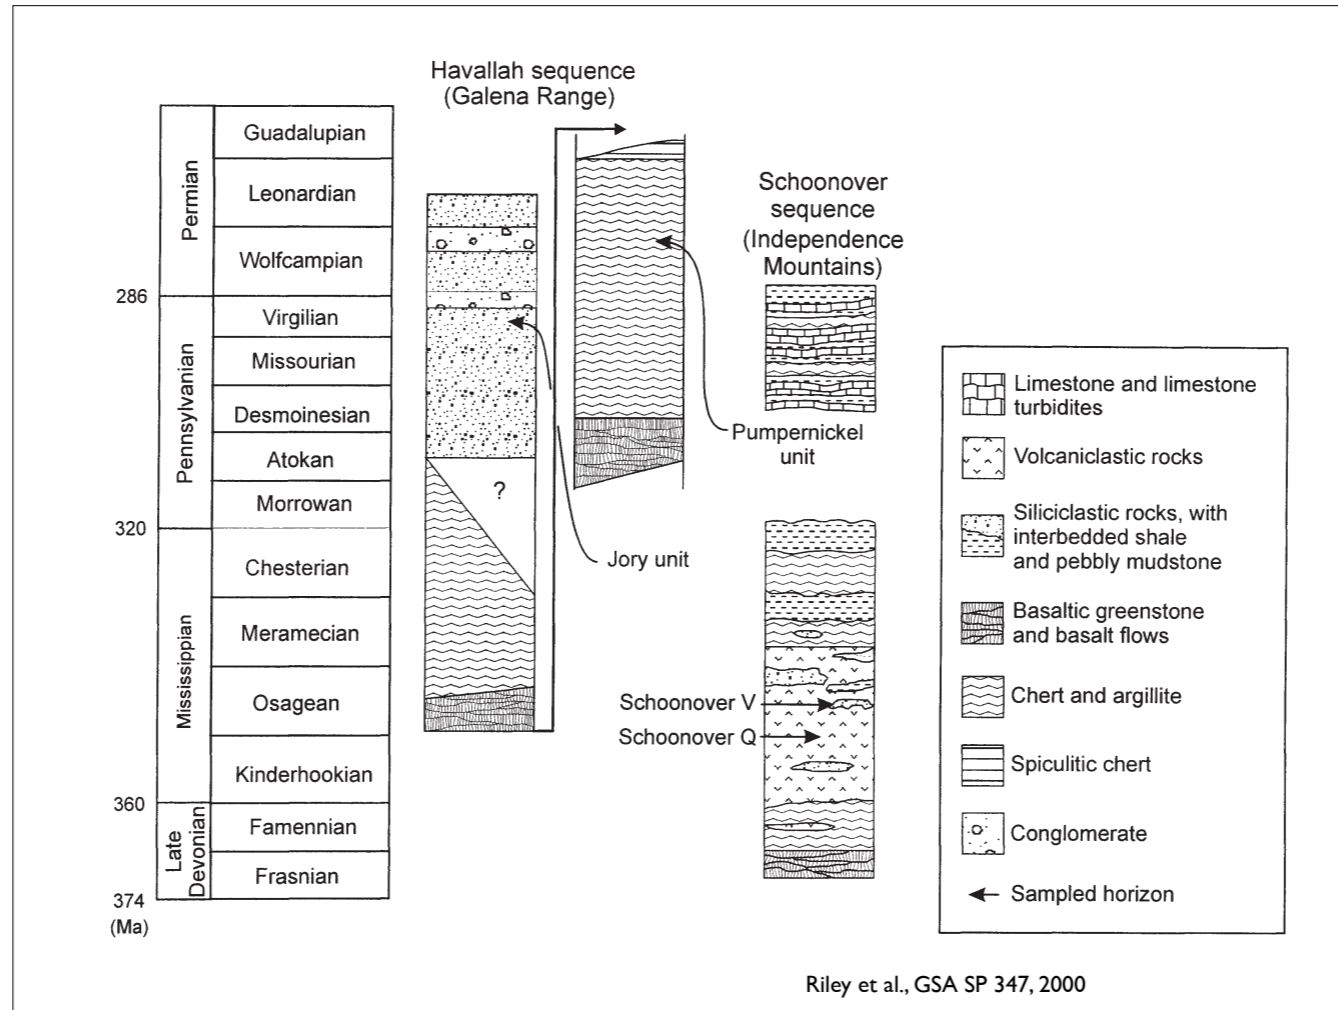 Havallah sequence
(Galena Range)
Permian
Guadalupian
Leonardian
Wolfcampian
286
Pennsylvanian
Virgilian
Missourian
Desmoinesian
Atokan
Morrowan
320
Mississippian
Chesterian
Meramecian
Osagean
Kinderhookian
360
Late
Devonian
Famennian
Frasnian
374
(Ma)
?
Jory unit
Pumpernickel
unit
Schoonover
sequence
(Independence
Mountains)
Schoonover V
Schoonover Q
Limestone and limestone
turbidites
Volcaniclastic rocks
Siliciclastic rocks, with
interbedded shale
and pebbly mudstone
Basaltic greenstone
and basalt flows
Chert and argillite
Spiculitic chert
Conglomerate
Sampled horizon
Riley et al., GSA SP 347, 2000